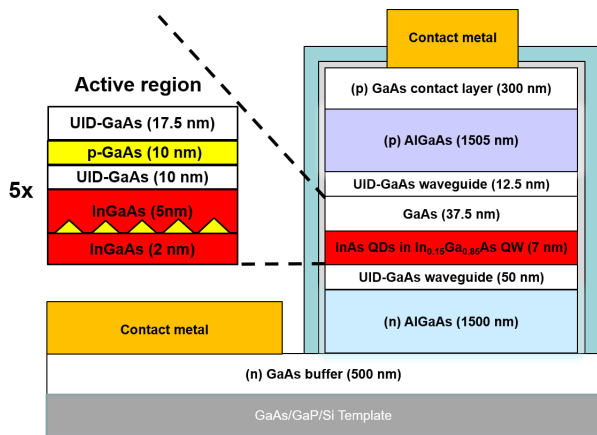 Active region
5x
UID-GaAs (17.5 nm)
p-GaAs (10 nm)
UID-GaAs (10 nm)
InGaAs (5nm)
InGaAs (2 nm)
Contact metal
Contact metal
(p) GaAs contact layer (300 nm)
(p) AlGaAs (1505 nm)
UID-GaAs waveguide (12.5 nm)
GaAs (37.5 nm)
InAs QDs in In0.15Ga0.85As QW (7 nm)
UID-GaAs waveguide (50 nm)
(n) AlGaAs (1500 nm)
(n) GaAs buffer (500 nm)
GaAs/GaP/Si Template